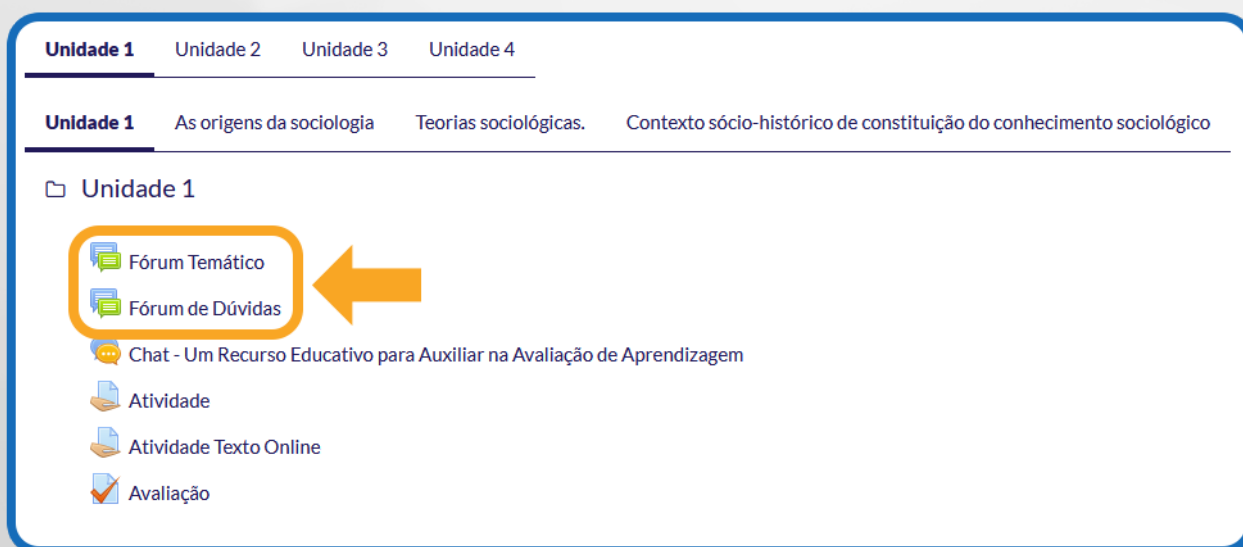 Unidade 1 Unidade 2 Unidade 3 Unidade 4
Unidade 1 As origens da sociologia Teorias sociológicas. Contexto sócio-histórico de constituição do conhecimento sociológico
Unidade 1
Fórum Temático
Fórum de Dúvidas
Chat - Um Recurso Educativo para Auxiliar na Avaliação de Aprendizagem
Atividade
Atividade Texto Online
Avaliação